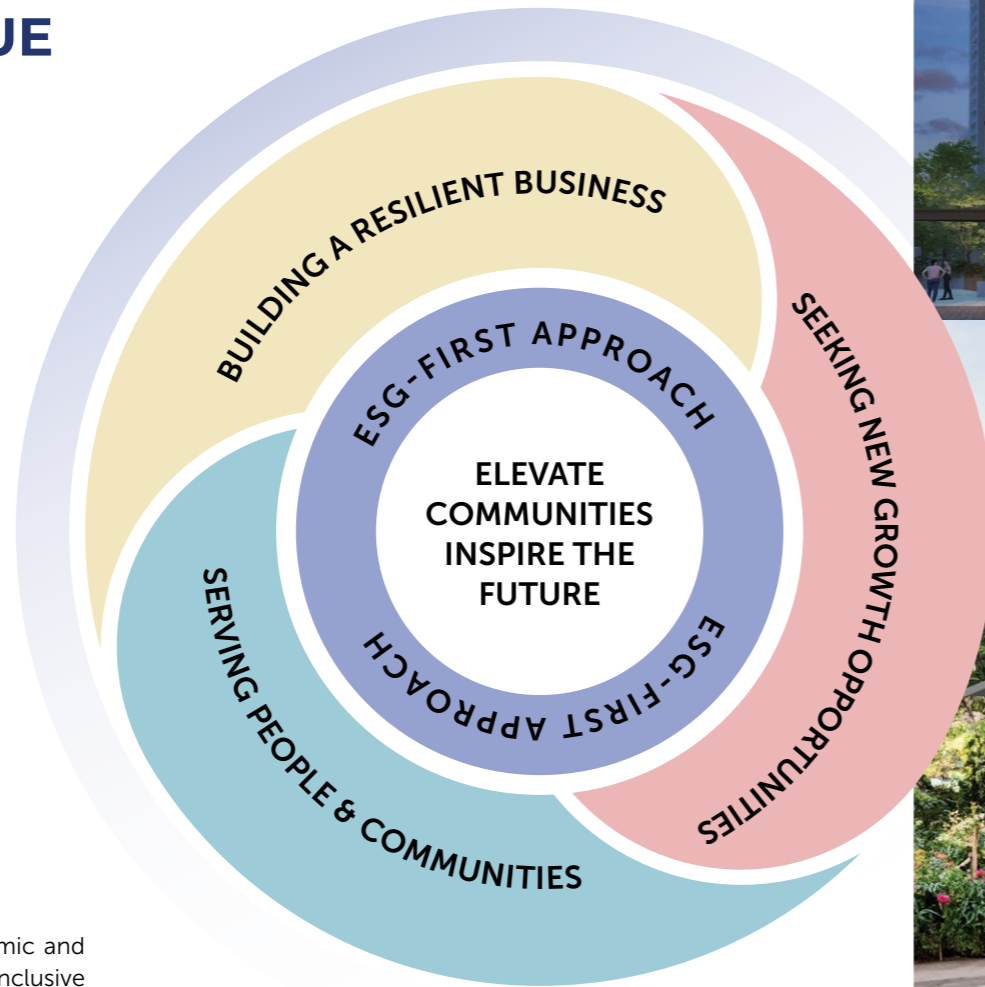 UE
BUILDING A RESILIENT BUSINESS
SEEKING NEW GROWTH OPPORTUNITIES
ESG-FIRST APPROACH
ELEVATE
COMMUNITIES
INSPIRE THE
FUTURE
ESG-FIRST APPROACH
SERVING PEOPLE & COMMUNITIES
mic and
nclusive